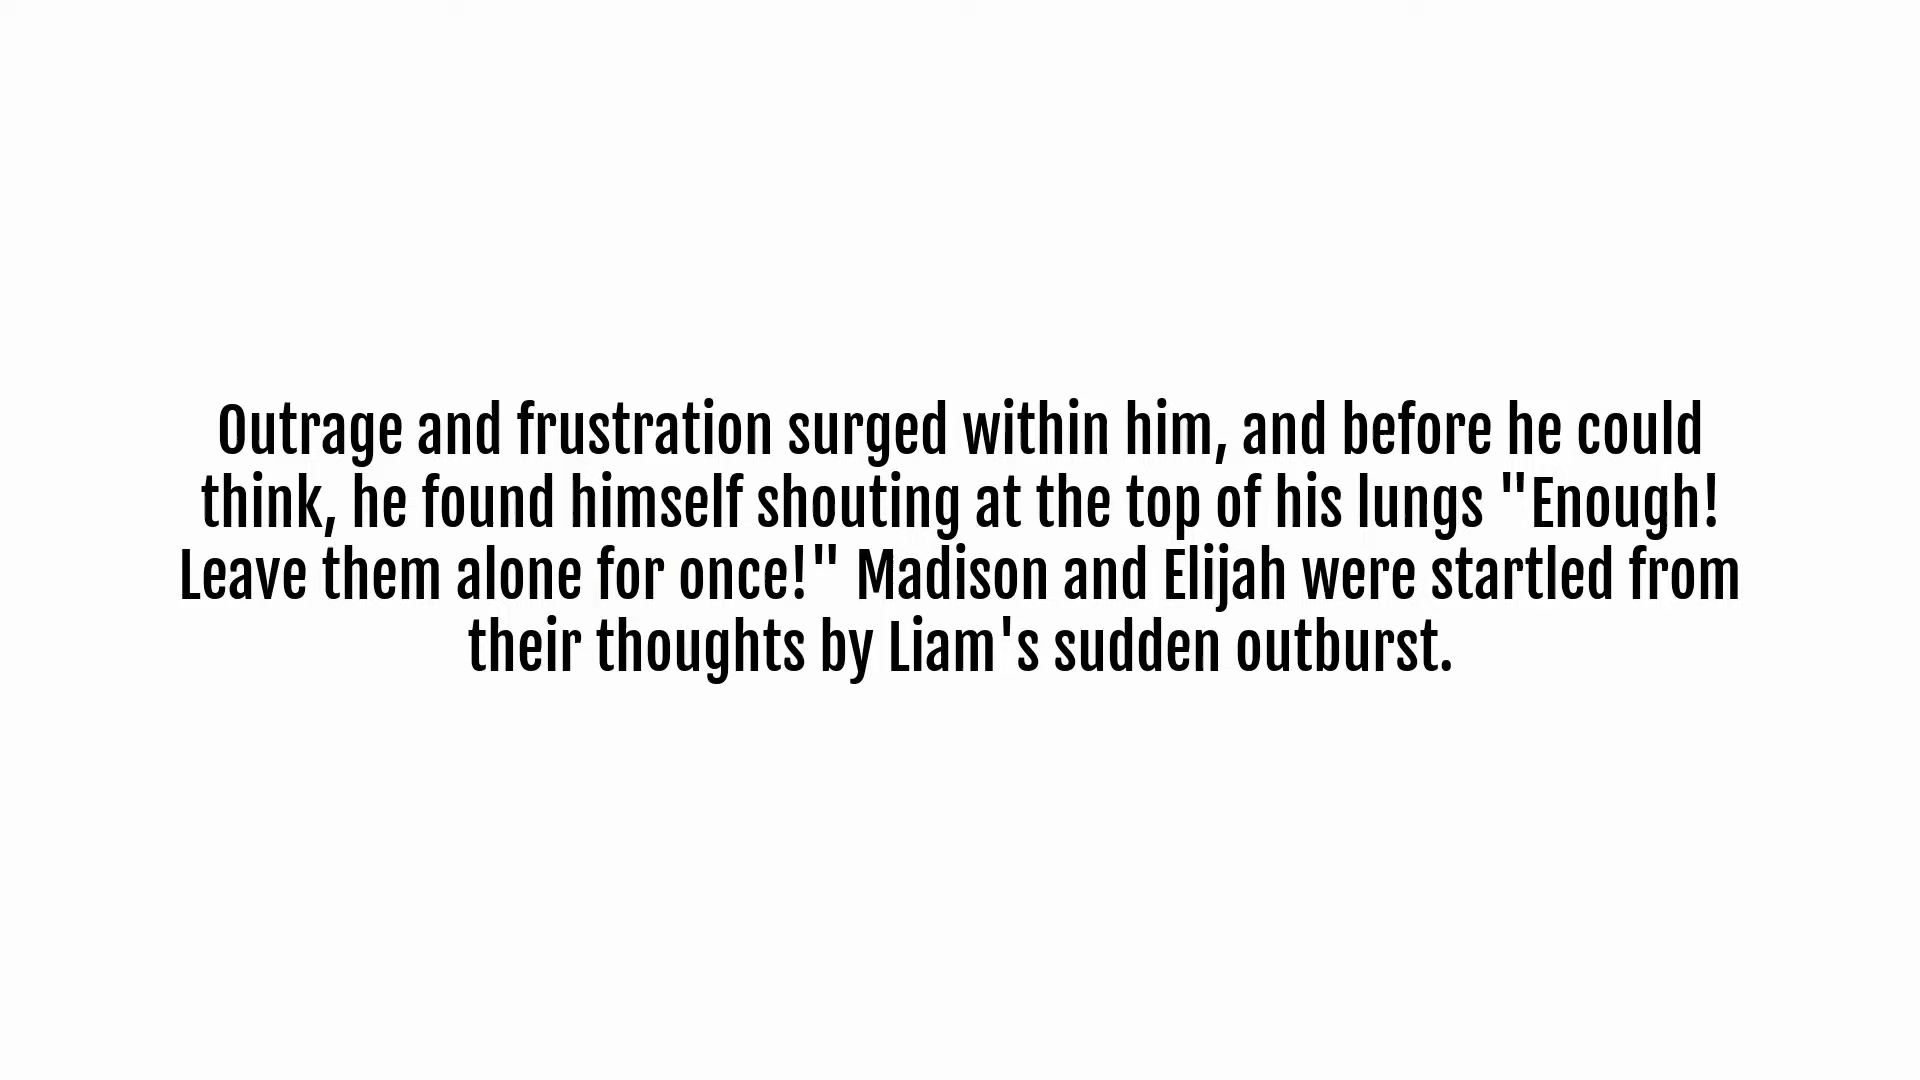 Outrage and frustration surged within him, and before he could
think, he found himself shouting at the top of his lungs "Enough!
Leave them alone for once!" Madison and Elijah were startled from
their thoughts by Liam's sudden outburst.